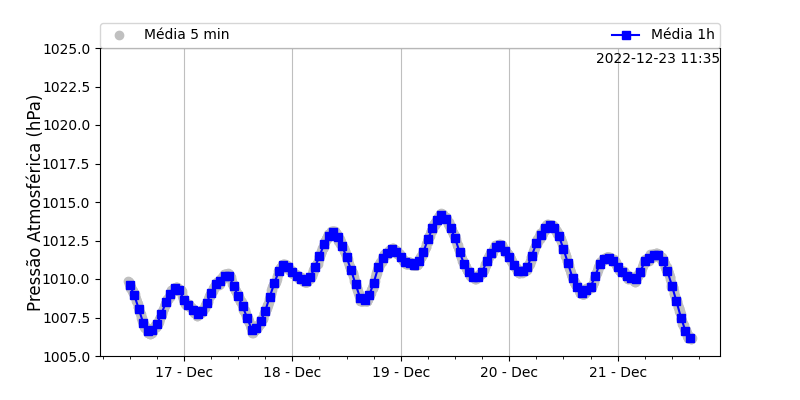 Média 5 min
Média 1h
2022-12-23 11:35
Pressão Atmosférica (hPa)
1025.0
1022.5
1020.0
1017.5
1015.0
1012.5
1010.0
1007.5
1005.0
17 - Dec
18 - Dec
19 - Dec
20 - Dec
21 - Dec